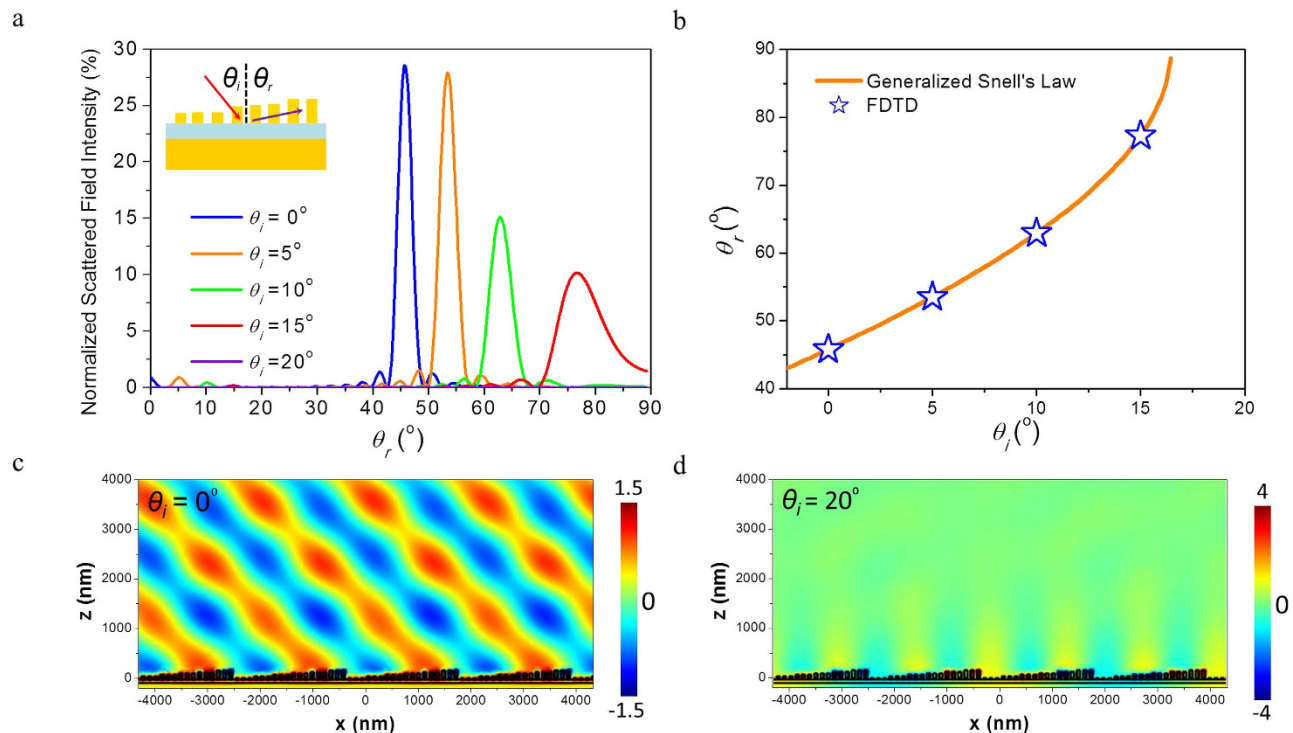 a
Normalized Scattered Field Intensity (%)
30
25
20
15
10
5
0
θi θr
θi = 0°
θi = 5°
θi = 10°
θi = 15°
θi = 20°
0 10 20 30 40 50 60 70 80 90
θr (°)
b
θr (°)
90
80
70
60
50
40
Generalized Snell's Law
FDTD
0 5 10 15 20
θi (°)
c
z (nm)
4000
3000
2000
1000
0
θi = 0°
-4000 -3000 -2000 -1000 0 1000 2000 3000 4000
x (nm)
1.5
0
-1.5
d
z (nm)
4000
3000
2000
1000
0
θi = 20°
-4000 -3000 -2000 -1000 0 1000 2000 3000 4000
x (nm)
4
0
-4